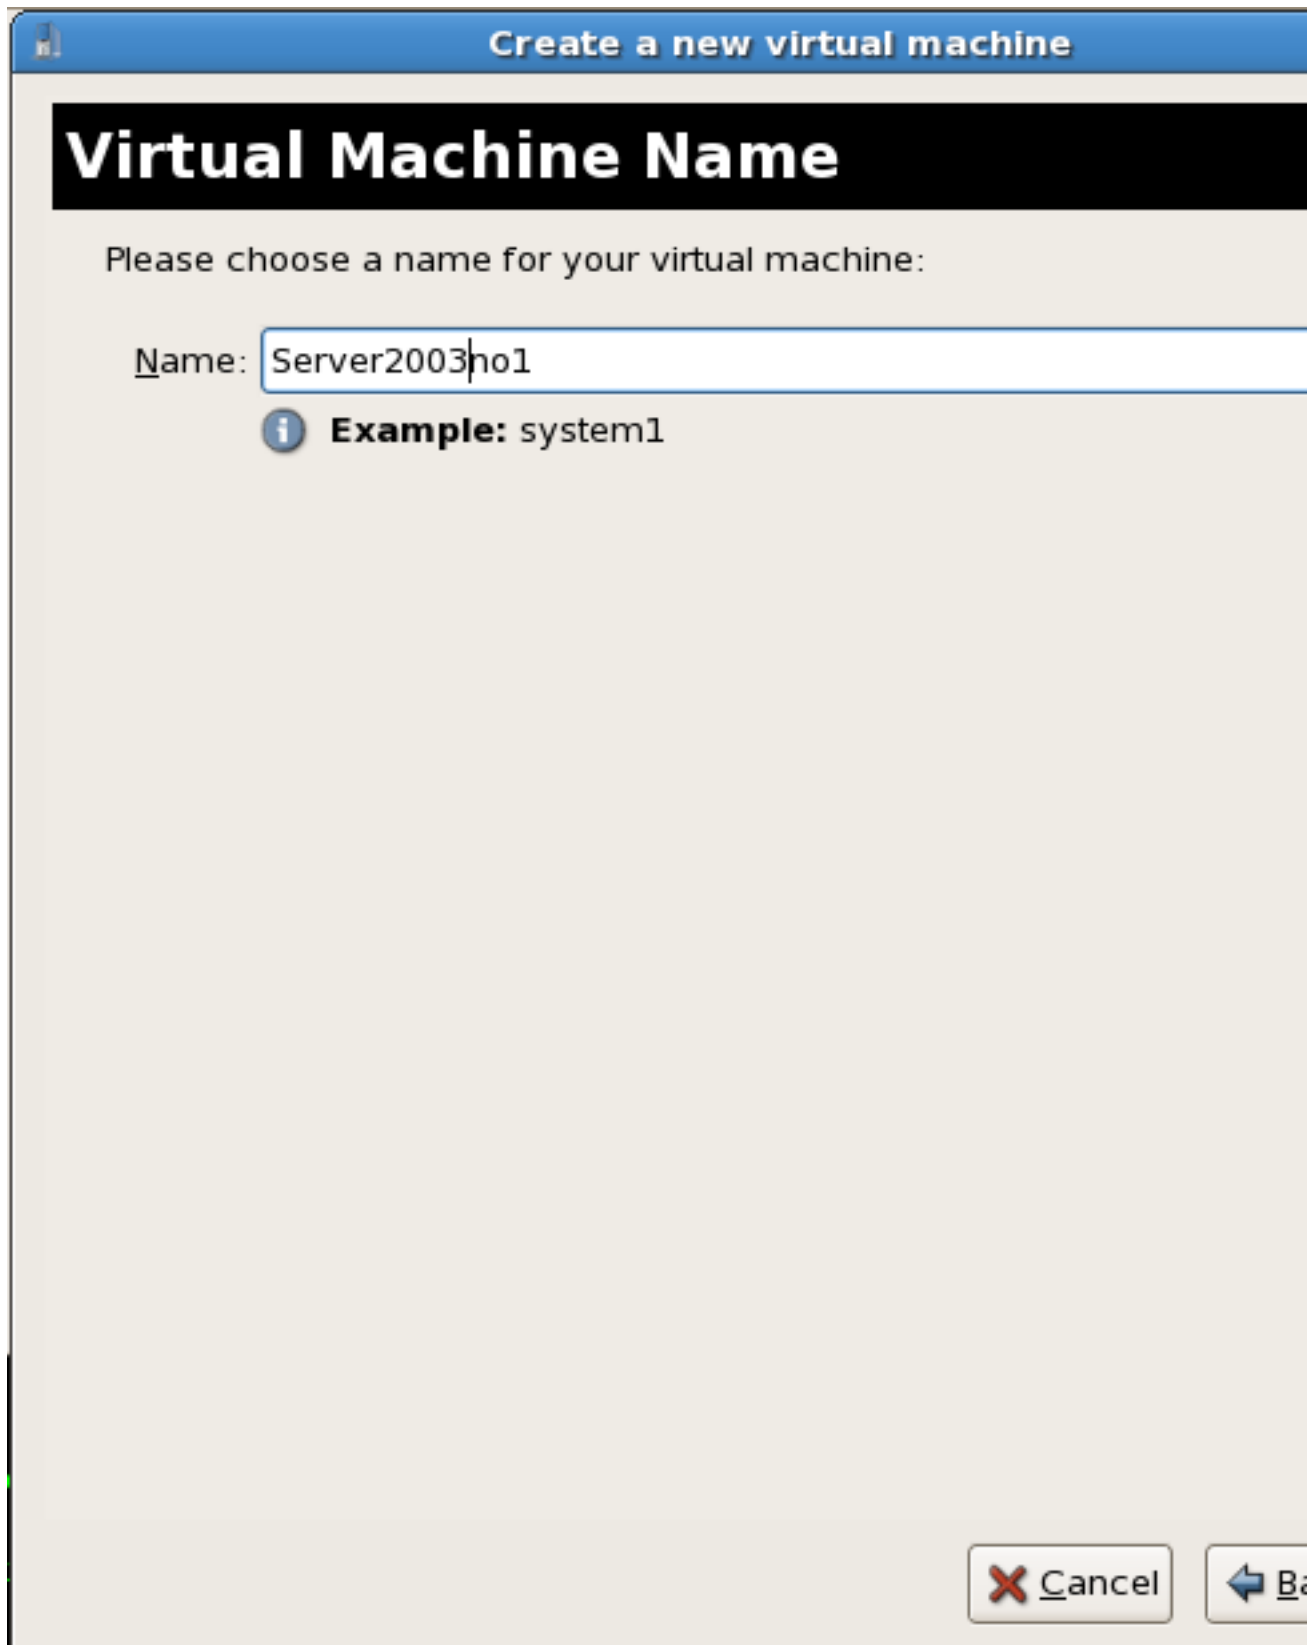 Create a new virtual machine
Virtual Machine Name
Please choose a name for your virtual machine:
Name: Server2003no1
Example: system1
Cancel